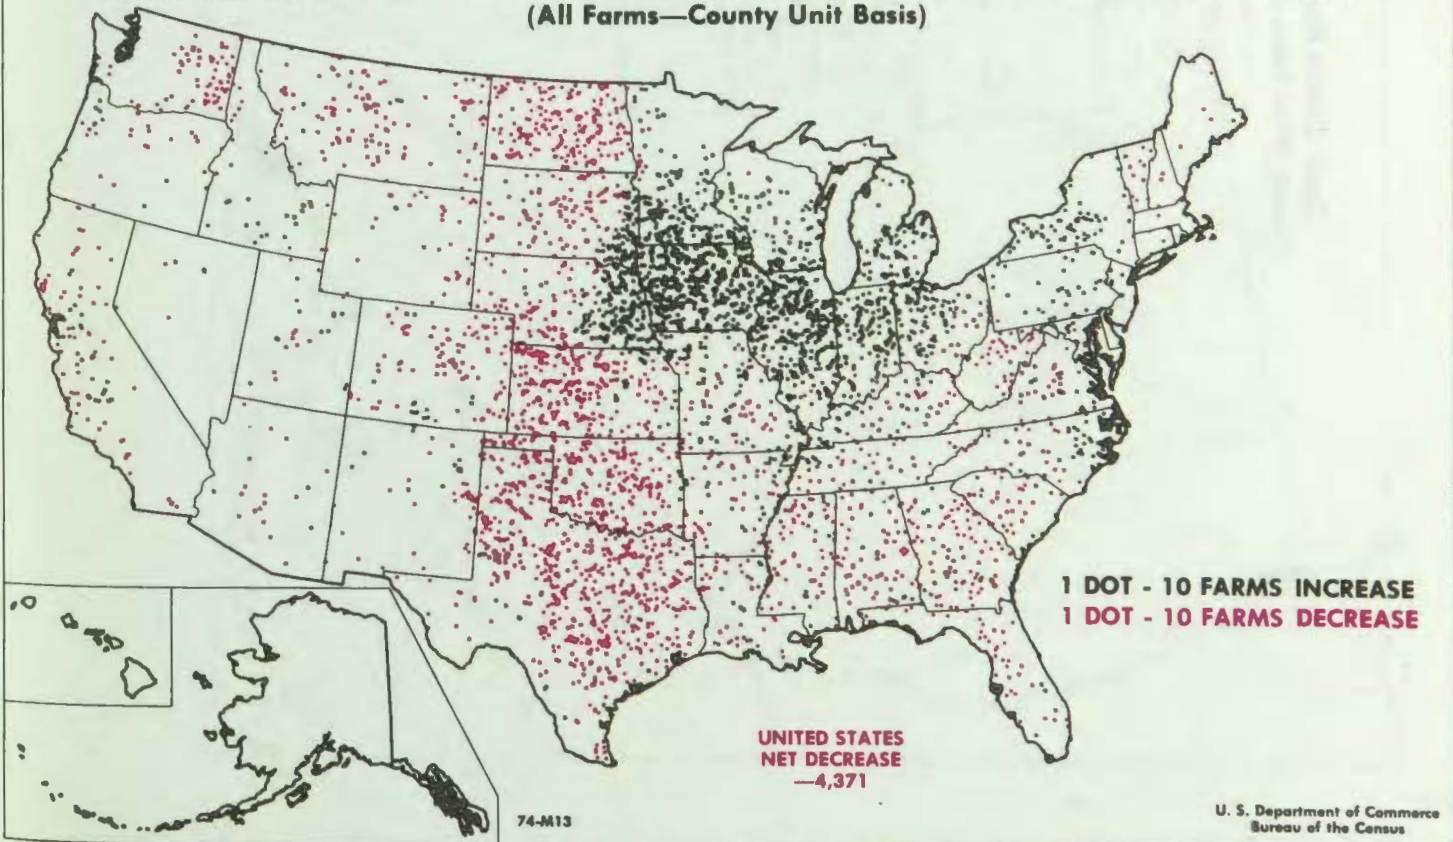 (All Farms—County Unit Basis)
1 DOT - 10 FARMS INCREASE
1 DOT - 10 FARMS DECREASE
UNITED STATES
NET DECREASE
—4,371
74-M13
U. S. Department of Commerce
Bureau of the Census